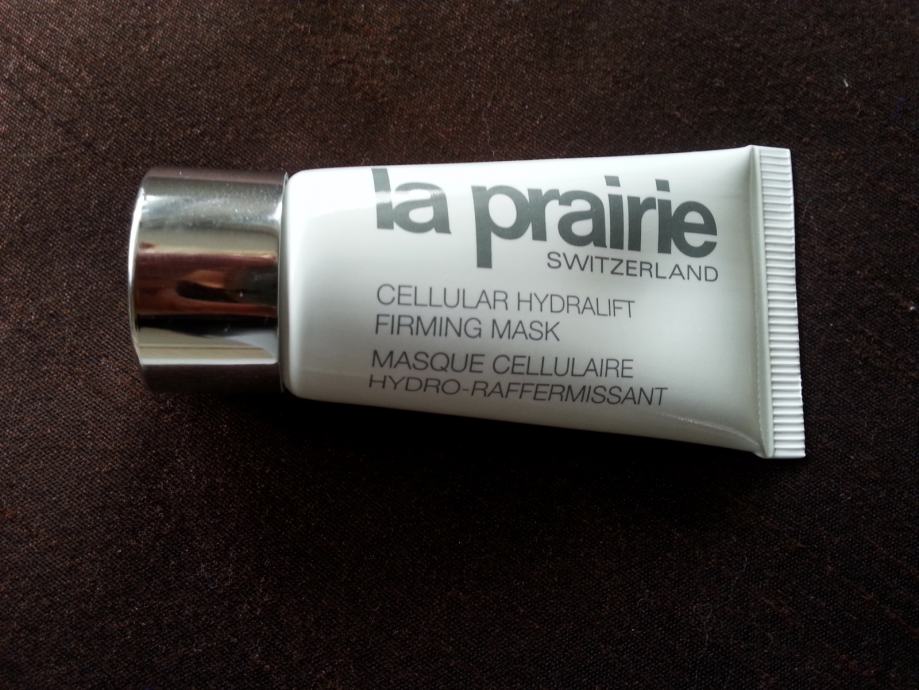 la prairie
SWITZERLAND
CELLULAR HYDRALIFT
FIRMING MASK
MASQUE CELLULAIRE
HYDRO-RAFFERMISSANT